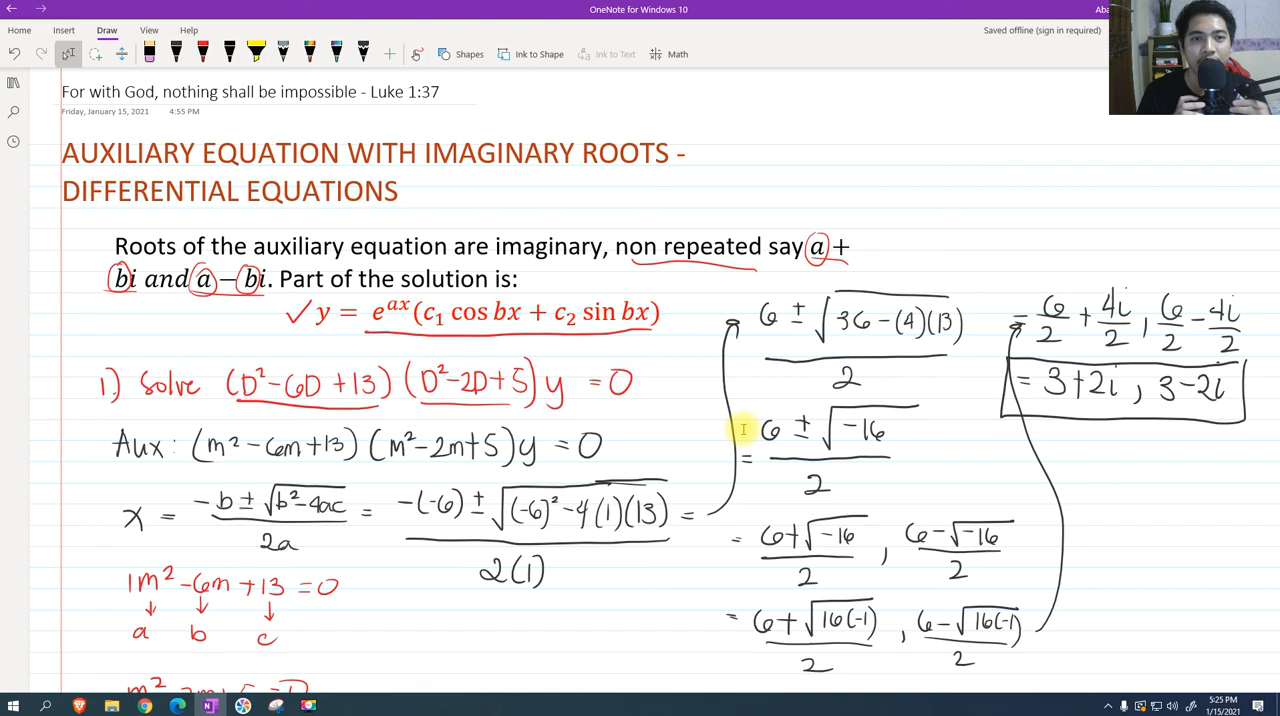 OneNote for Windows 10
Home Insert Draw View Help
Saved offline (sign in required)
Shapes Ink to Shape Ink to Text Math
For with God, nothing shall be impossible - Luke 1:37
Friday, January 15, 2021 4:55 PM
AUXILIARY EQUATION WITH IMAGINARY ROOTS -
DIFFERENTIAL EQUATIONS
Roots of the auxiliary equation are imaginary, non repeated say a +
bi and a − bi. Part of the solution is:
✓ y = e^{ax}(c₁ cos bx + c₂ sin bx)
1.) Solve (D²-6D+13)(D²-2D+5)y = 0
Aux: (m²-6m+13)(m²-2m+5)y = 0
x = -b ± √(b²-4ac) / 2a = -(-6) ± √((-6)²-4(1)(13)) / 2(1) =
1m²-6m+13 = 0
↓ ↓ ↓
a b c
6 ± √(36-(4)(13)) / 2
= 6 ± √(-16) / 2
= 6+√(-16) / 2 , 6-√(-16) / 2
= 6+√(16(-1)) / 2 , 6-√(16(-1)) / 2
= 6/2 + 4i/2 , 6/2 - 4i/2
= 3+2i , 3-2i
5:25 PM
1/15/2021